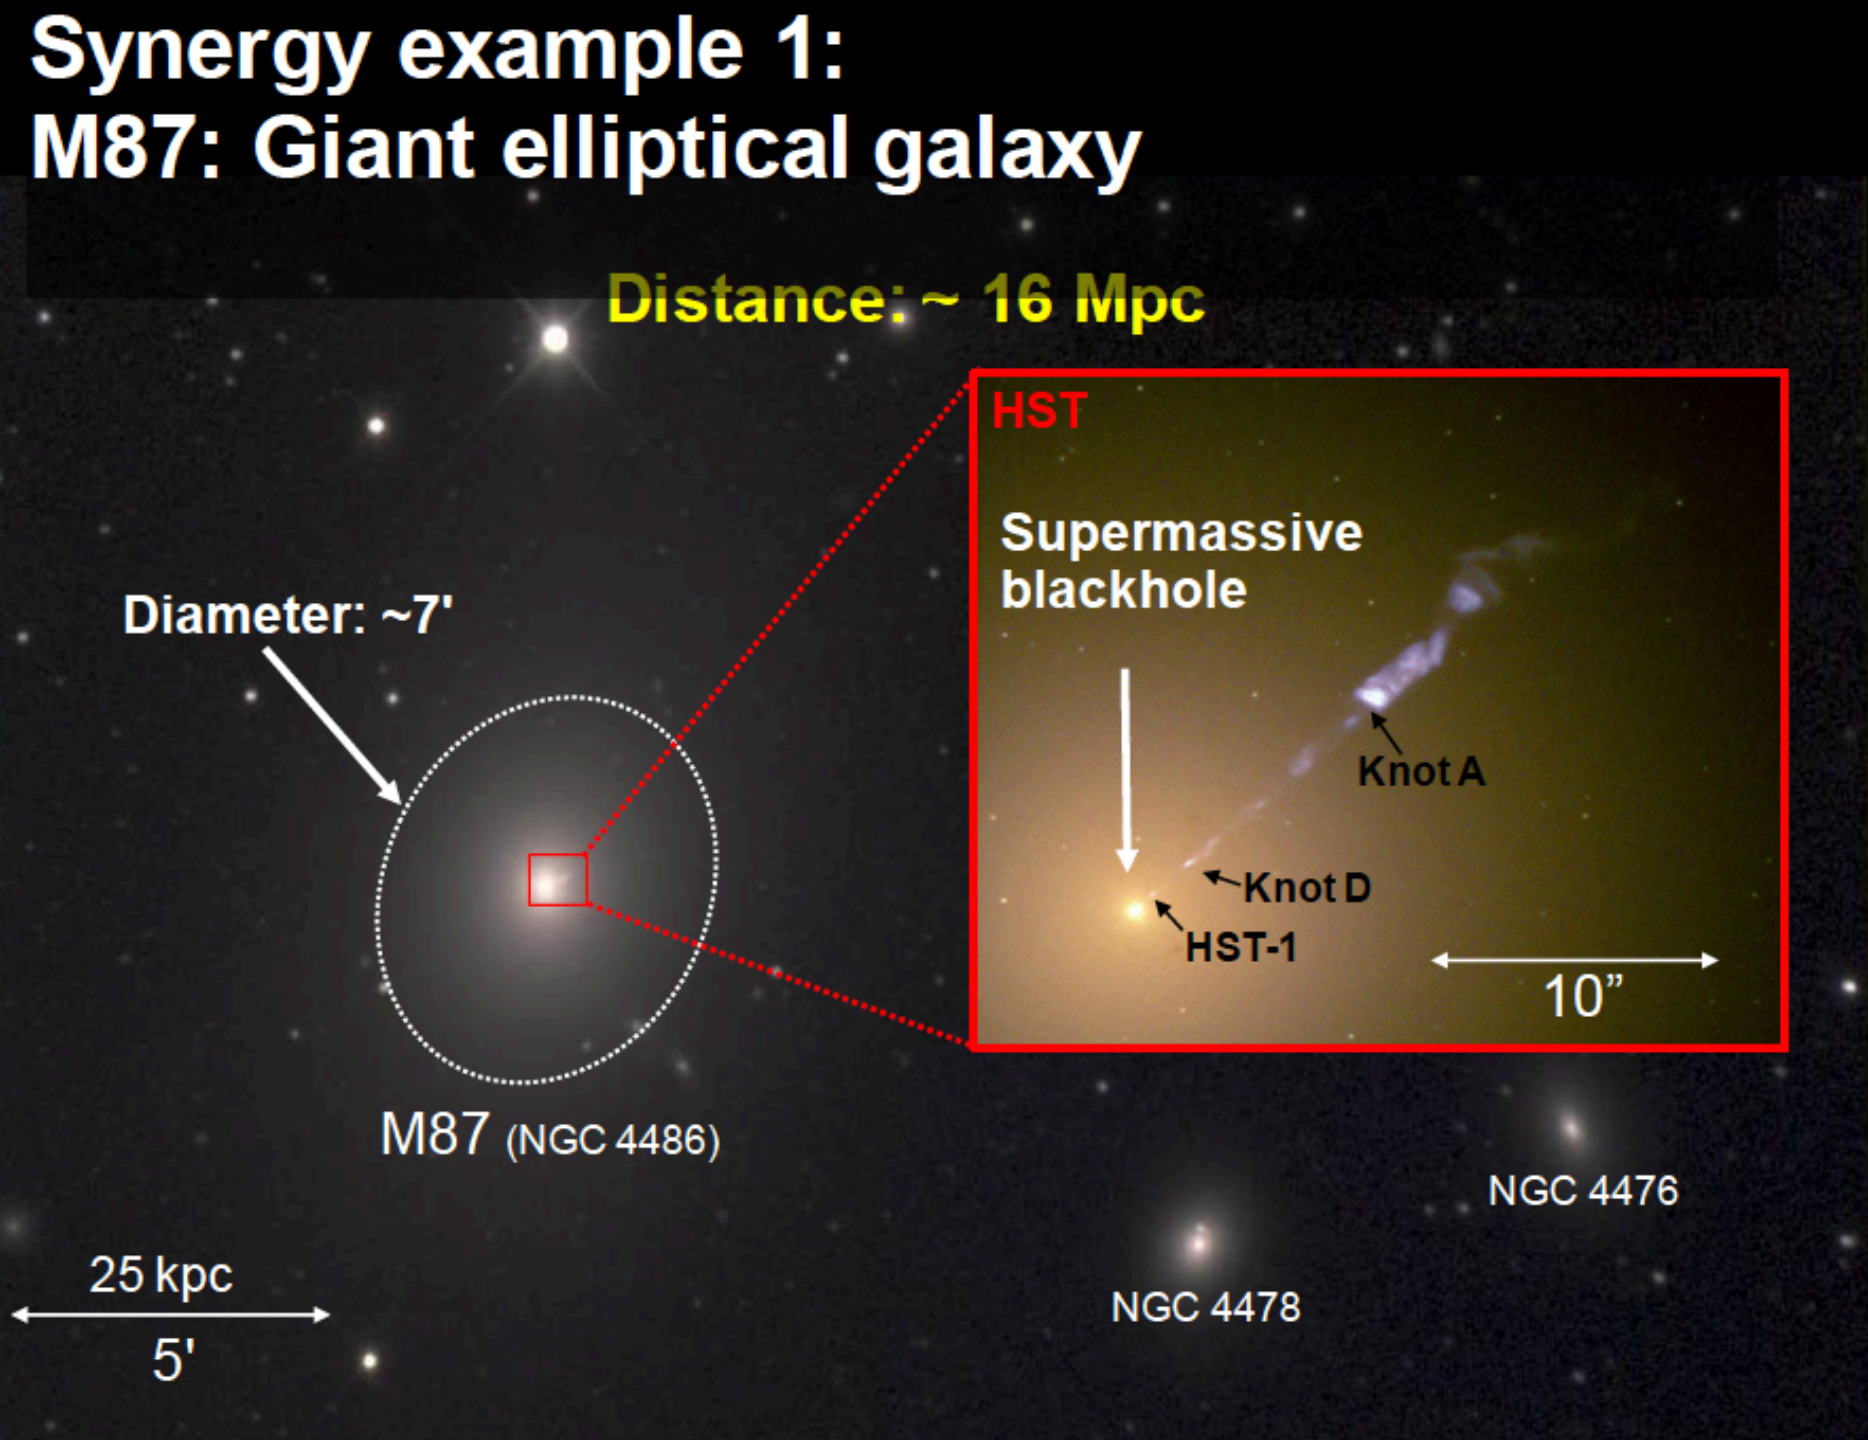 Synergy example 1:
M87: Giant elliptical galaxy
Distance: ~ 16 Mpc
HST
Supermassive
blackhole
Diameter: ~7'
Knot A
Knot D
HST-1
10”
M87 (NGC 4486)
NGC 4476
25 kpc
NGC 4478
5'